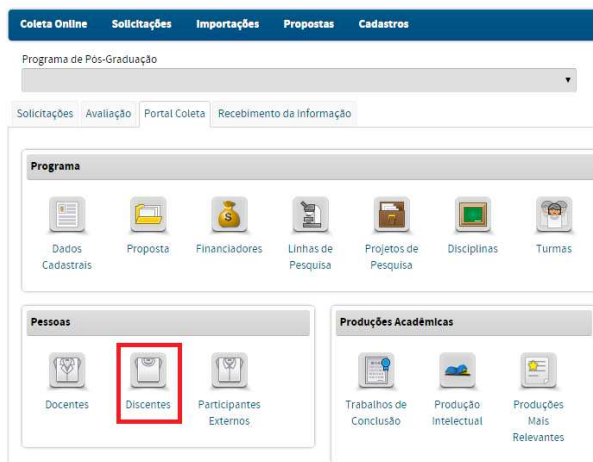 Coleta Online Solicitações Importações Propostas Cadastros
Programa de Pós-Graduação
Solicitações Avaliação Portal Coleta Recebimento da Informação
Programa
Dados Cadastrais
Proposta
Financiadores
Linhas de Pesquisa
Projetos de Pesquisa
Disciplinas
Turmas
Pessoas
Docentes
Discentes
Participantes Externos
Produções Acadêmicas
Trabalhos de Conclusão
Produção Intelectual
Produções Mais Relevantes